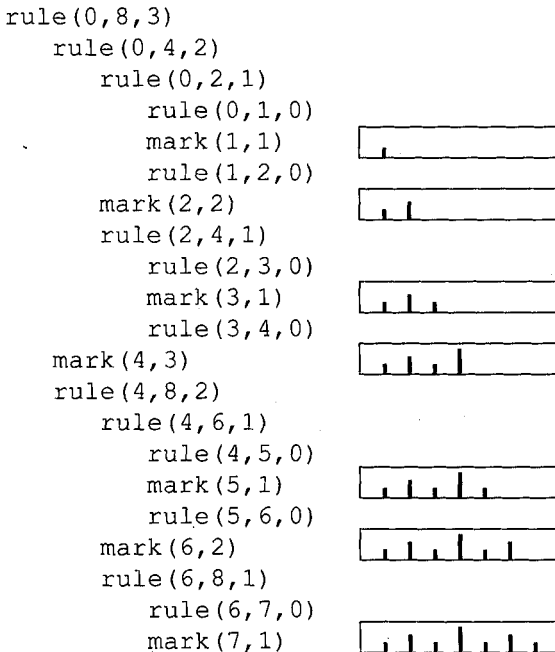 rule(0,8,3)
rule(0,4,2)
rule(0,2,1)
rule(0,1,0)
mark(1,1)
rule(1,2,0)
mark(2,2)
rule(2,4,1)
rule(2,3,0)
mark(3,1)
rule(3,4,0)
mark(4,3)
rule(4,8,2)
rule(4,6,1)
rule(4,5,0)
mark(5,1)
rule(5,6,0)
mark(6,2)
rule(6,8,1)
rule(6,7,0)
mark(7,1)